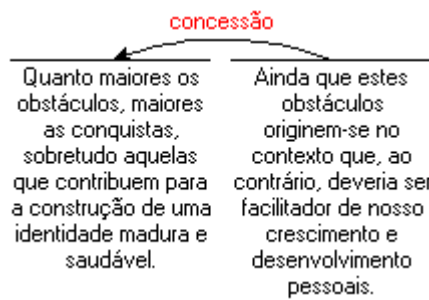 concessão
Quanto maiores os
obstáculos, maiores
as conquistas,
sobretudo aquelas
que contribuem para
a construção de uma
identidade madura e
saudável.
Ainda que estes
obstáculos
originem-se no
contexto que, ao
contrário, deveria ser
facilitador de nosso
crescimento e
desenvolvimento
pessoais.